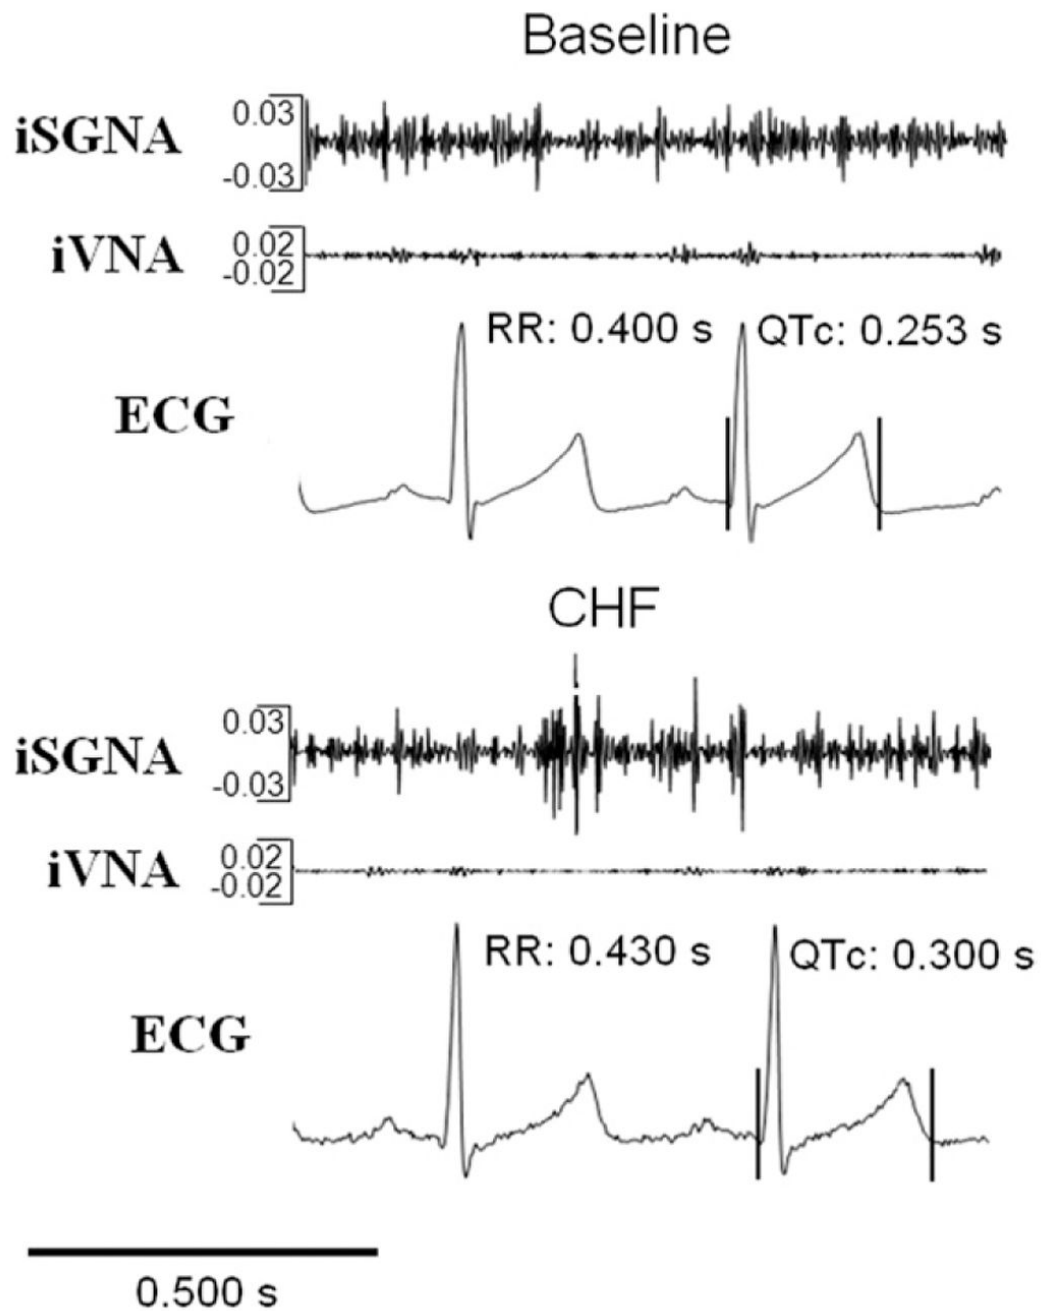 Baseline
iSGNA
0.03
-0.03
iVNA
0.02
-0.02
RR: 0.400 s
QTc: 0.253 s
ECG
CHF
iSGNA
0.03
-0.03
iVNA
0.02
-0.02
RR: 0.430 s
QTc: 0.300 s
ECG
0.500 s